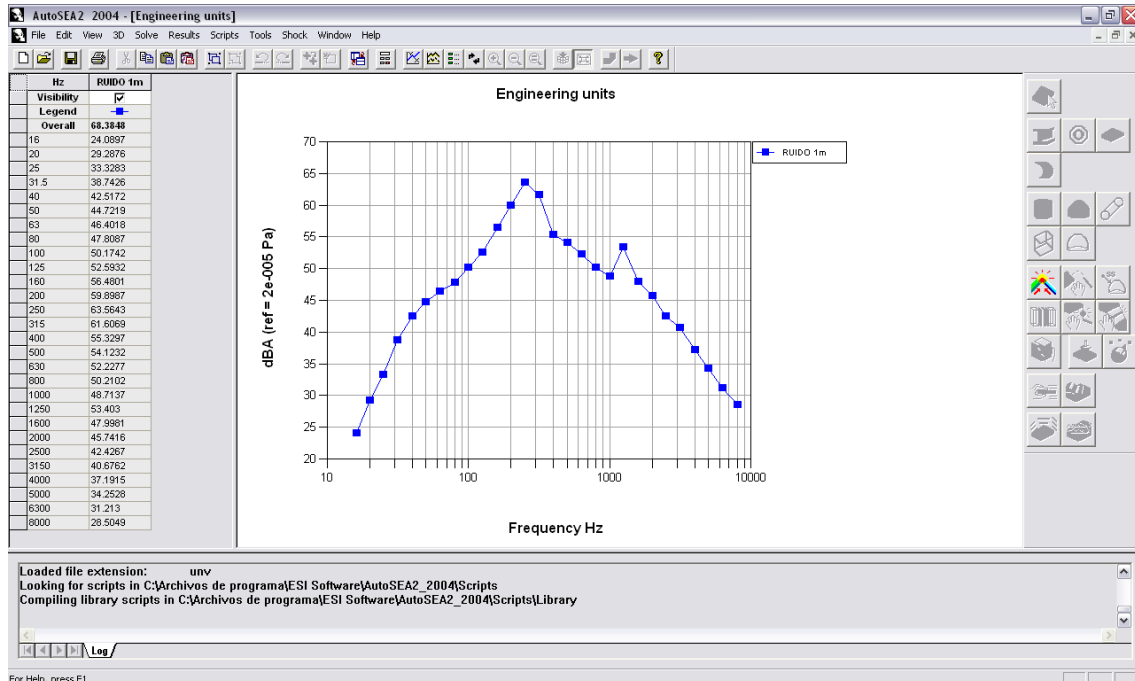 AutoSEA2 2004 - [Engineering units]
File Edit View 3D Solve Results Scripts Tools Shock Window Help
Hz RUIDO 1m
Visibility
Legend
Overall 68.3848
16 24.0897
20 29.2876
25 33.3283
31.5 38.7426
40 42.5172
50 44.7219
63 46.4018
80 47.8087
100 50.1742
125 52.5932
160 56.4801
200 59.8987
250 63.5643
315 61.6069
400 55.3297
500 54.1232
630 52.2277
800 50.2102
1000 48.7137
1250 53.403
1600 47.9981
2000 45.7416
2500 42.4267
3150 40.6762
4000 37.1915
5000 34.2528
6300 31.213
8000 28.5049
Engineering units
RUIDO 1m
dBA (ref = 2e-005 Pa)
70
65
60
55
50
45
40
35
30
25
20
10 100 1000 10000
Frequency Hz
Loaded file extension: unv
Looking for scripts in C:\Archivos de programa\ESI Software\AutoSEA2_2004\Scripts
Compiling library scripts in C:\Archivos de programa\ESI Software\AutoSEA2_2004\Scripts\Library
Log
For Help, press F1